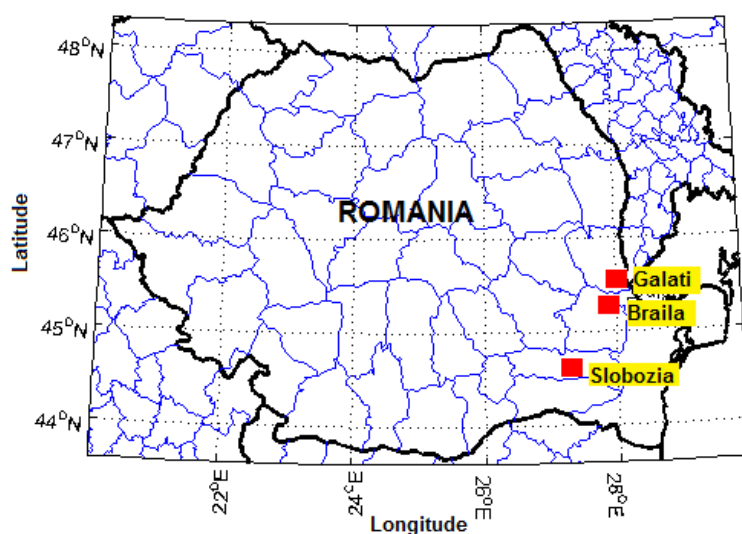 48°N
47°N
46°N
45°N
44°N
Latitude
ROMANIA
Galati
Braila
Slobozia
22°E
24°E
26°E
28°E
Longitude